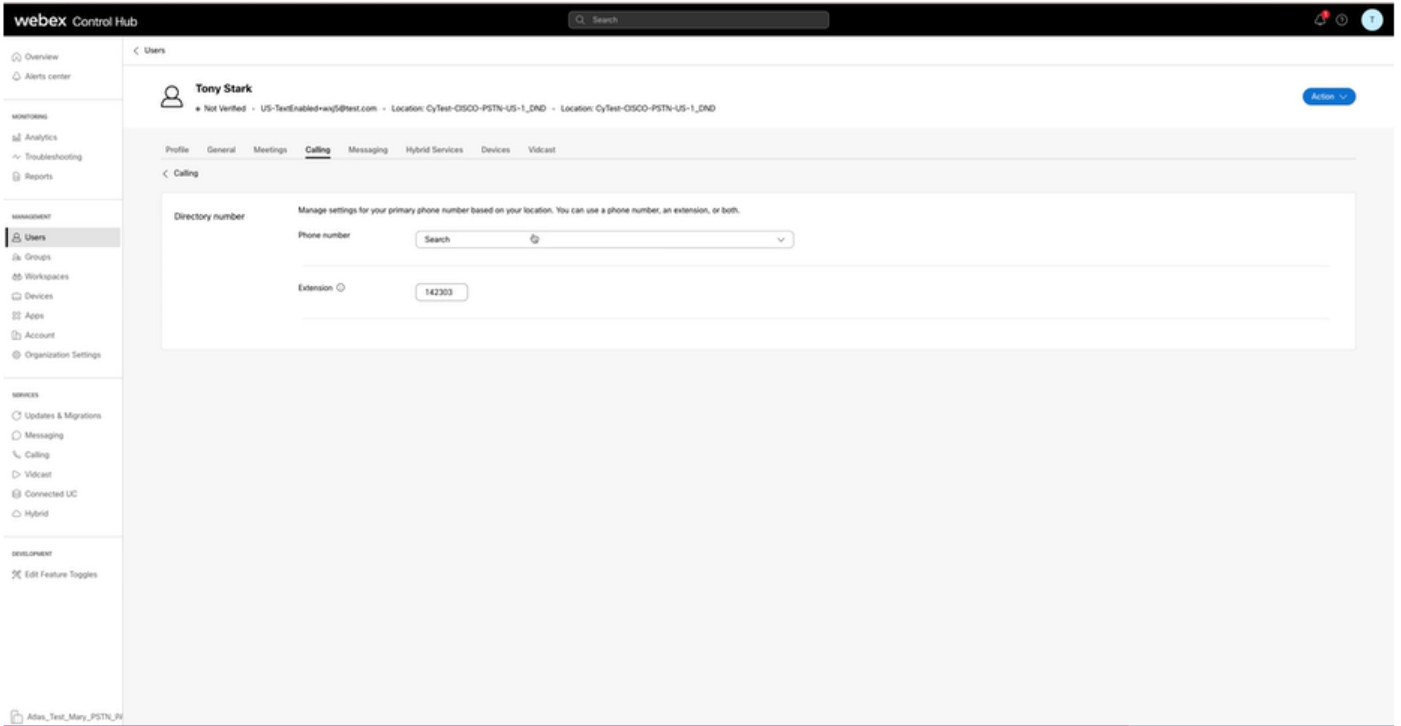 webex Control Hub
Search
T
Overview
Alerts center
MONITORING
Analytics
Troubleshooting
Reports
MANAGEMENT
Users
Groups
Workspaces
Devices
Apps
Account
Organization Settings
SERVICES
Updates & Migrations
Messaging
Calling
Vidcast
Connected UC
Hybrid
DEVELOPMENT
Edit Feature Toggles
Atlas_Test_Mary_PSTN_PA
Users
Tony Stark
Not Verified · US-TextEnabled+wxj5@test.com · Location: CyTest-CISCO-PSTN-US-1_DND · Location: CyTest-CISCO-PSTN-US-1_DND
Action
Profile General Meetings Calling Messaging Hybrid Services Devices Vidcast
Calling
Directory number
Manage settings for your primary phone number based on your location. You can use a phone number, an extension, or both.
Phone number
Search
Extension
142303